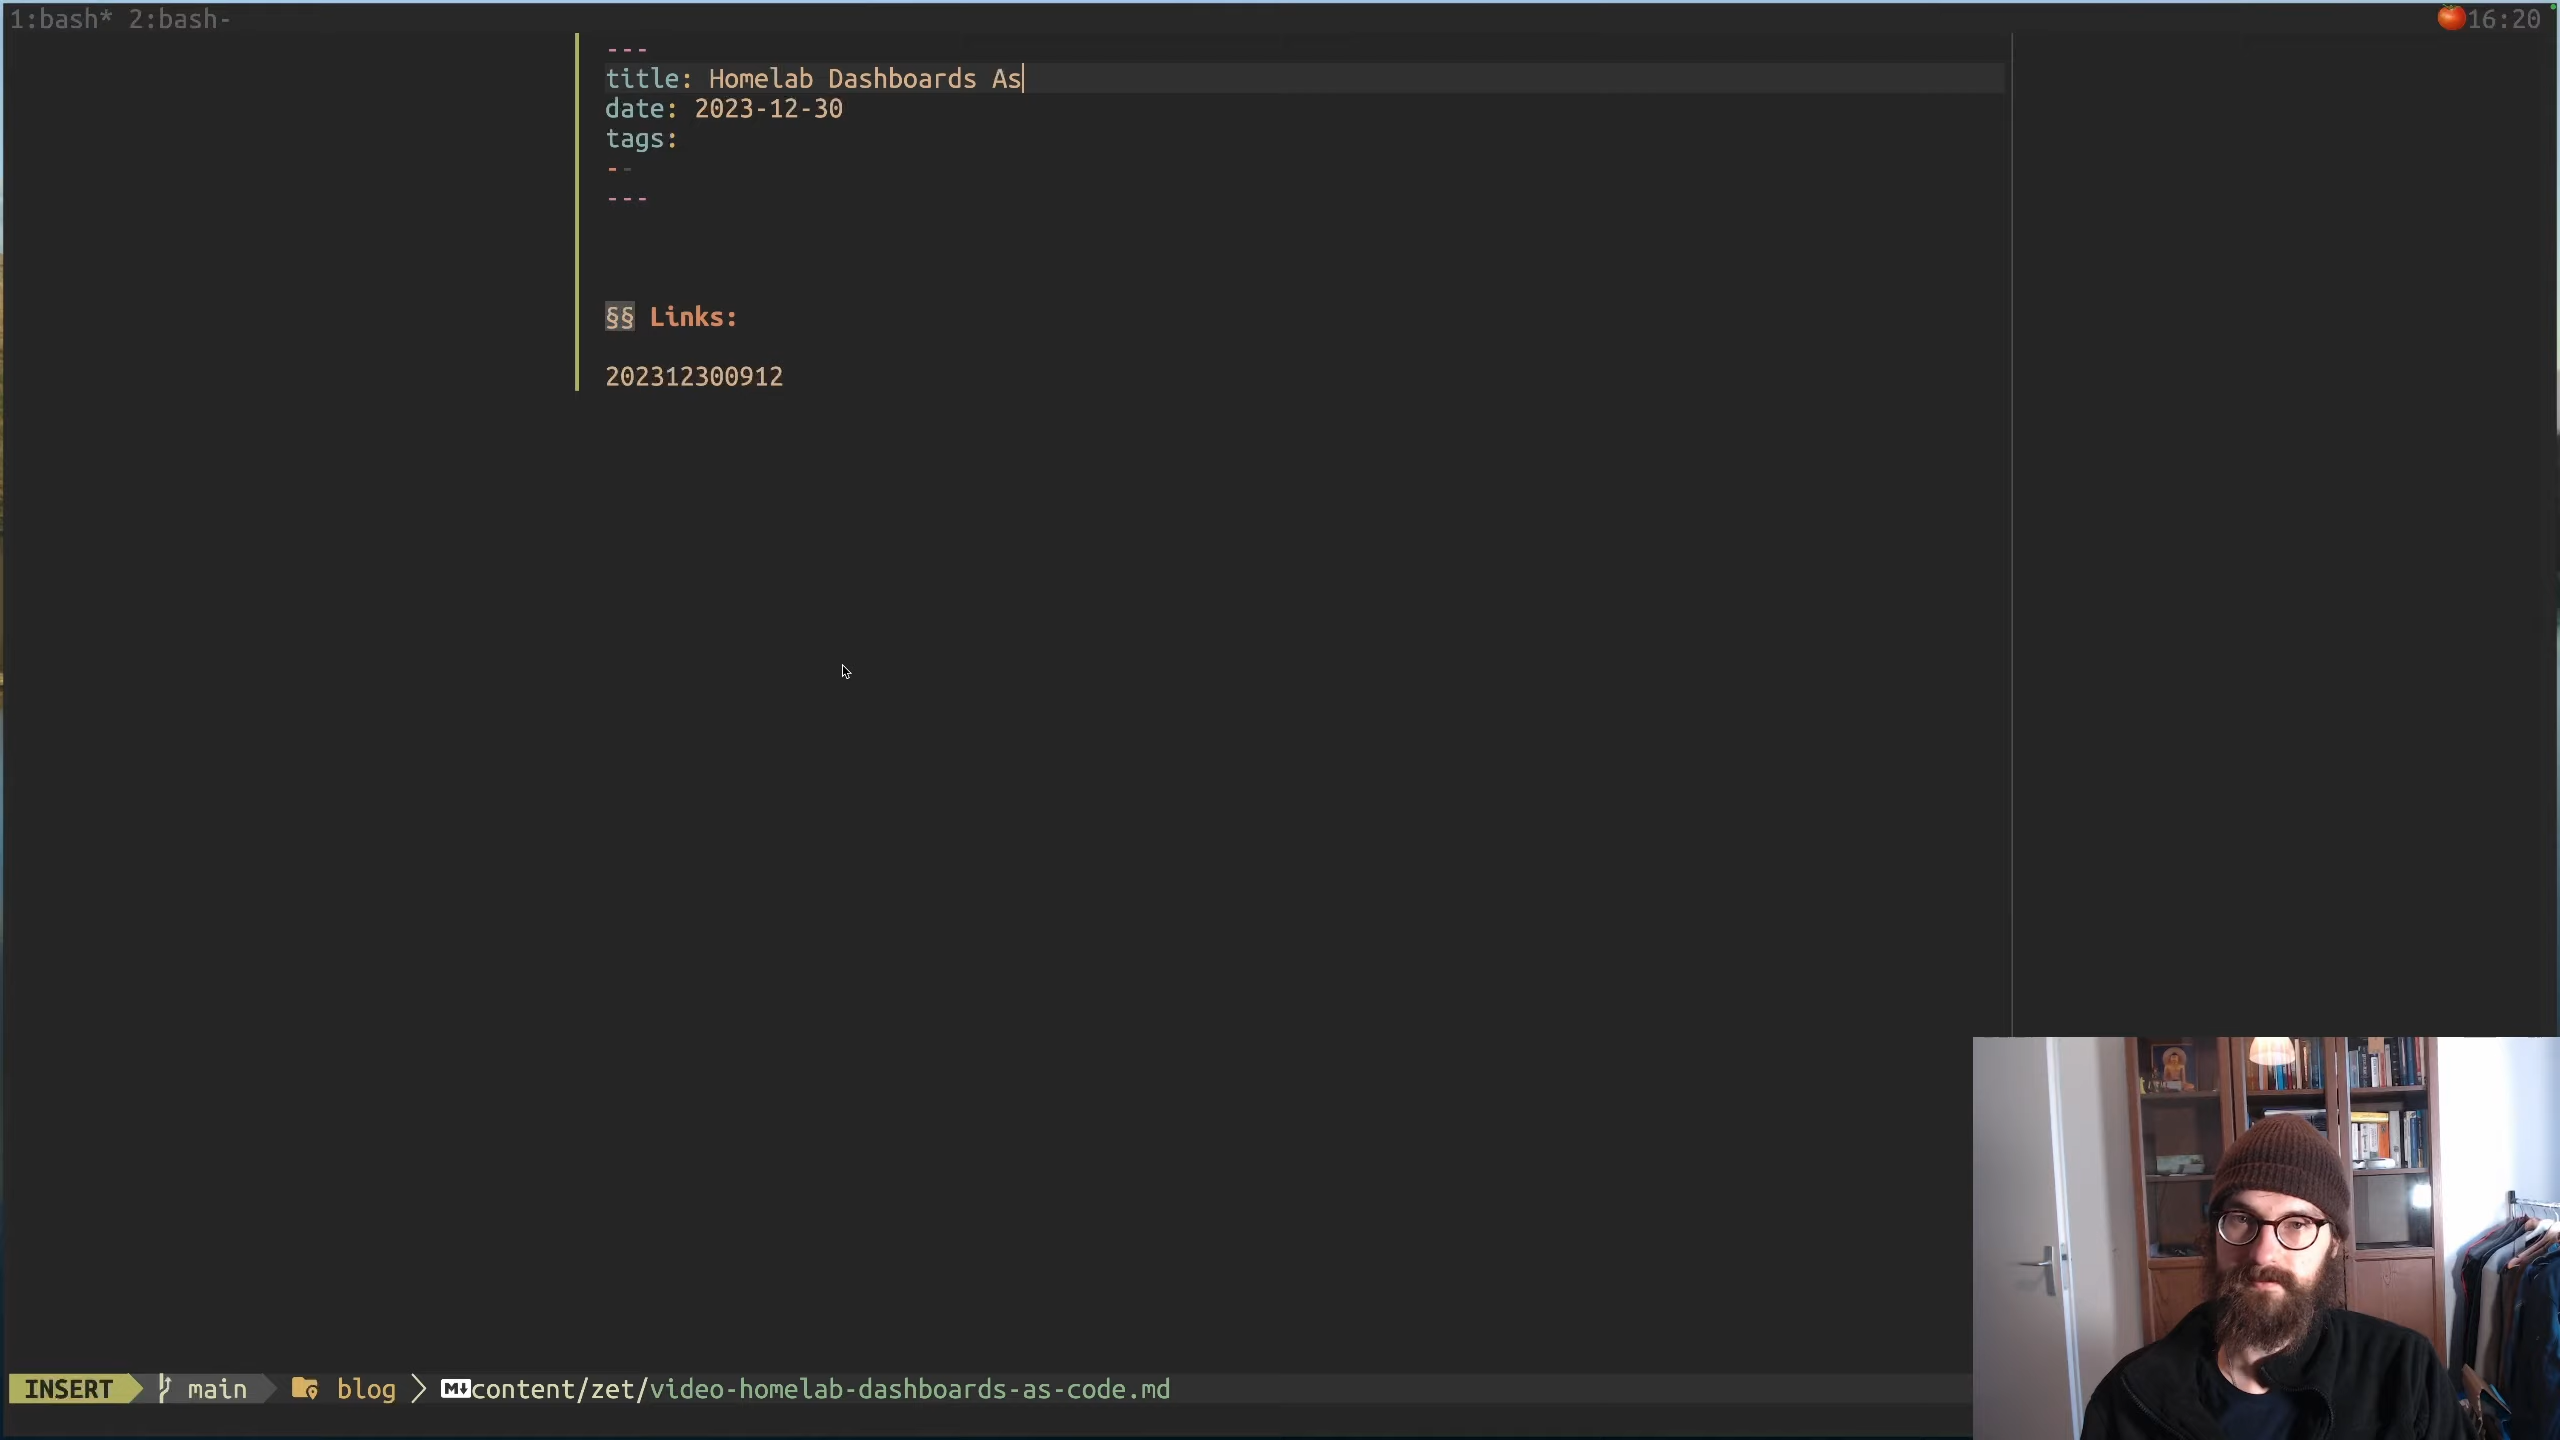 1:bash* 2:bash-
16:20
---
title: Homelab Dashboards As
date: 2023-12-30
tags:
--
---
§§ Links:
202312300912
INSERT main blog content/zet/video-homelab-dashboards-as-code.md